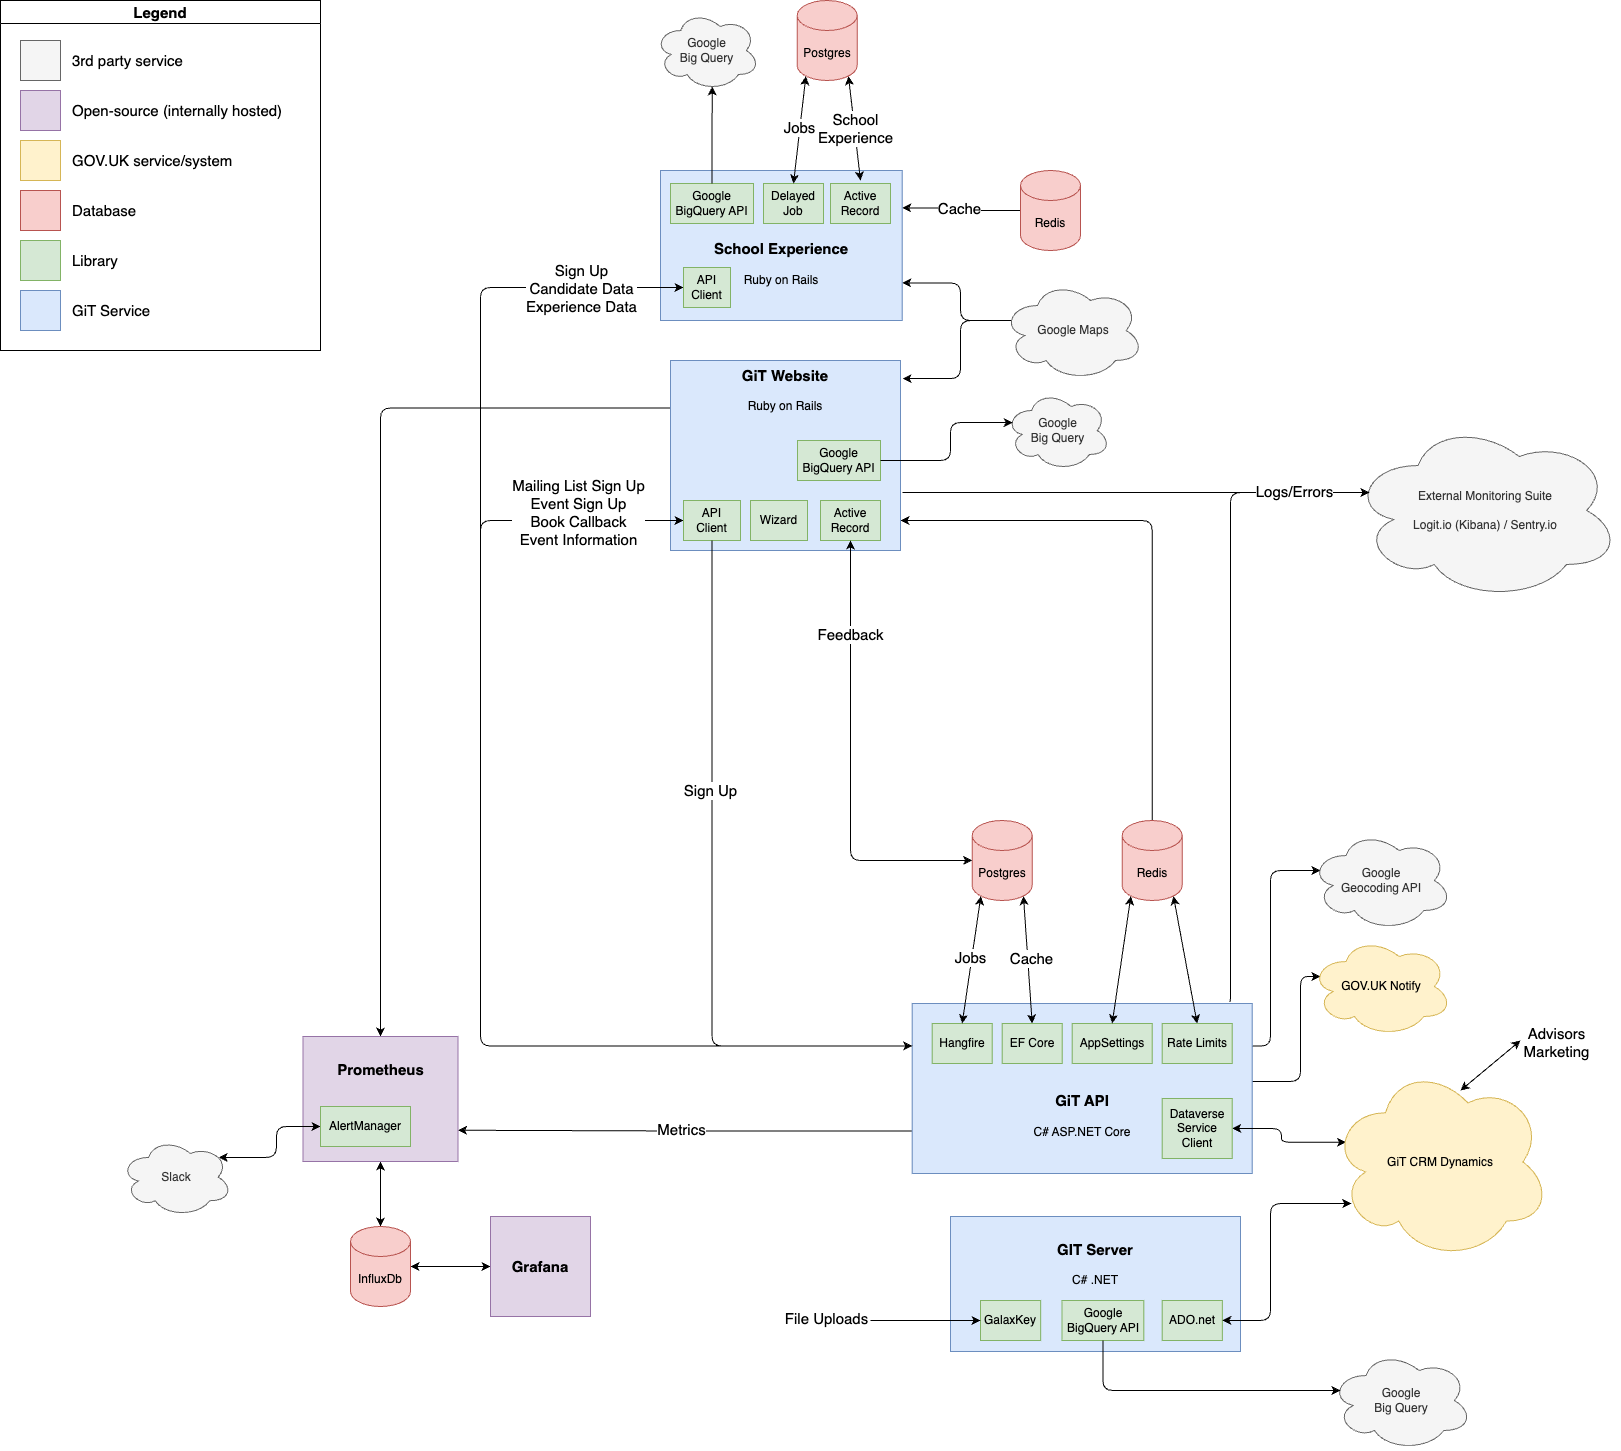 Legend
3rd party service
Open-source (internally hosted)
GOV.UK service/system
Database
Library
GiT Service
Google
Big Query
Postgres
Jobs
School
Experience
Google
BigQuery API
Delayed
Job
Active
Record
Cache
Redis
School Experience
Ruby on Rails
API
Client
Sign Up
Candidate Data
Experience Data
Google Maps
GiT Website
Ruby on Rails
Google
BigQuery API
Google
Big Query
Mailing List Sign Up
Event Sign Up
Book Callback
Event Information
API
Client
Wizard
Active
Record
Logs/Errors
External Monitoring Suite
Logit.io (Kibana) / Sentry.io
Feedback
Sign Up
Postgres
Redis
Google
Geocoding API
Jobs
Cache
GOV.UK Notify
Hangfire
EF Core
AppSettings
Rate Limits
Advisors
Marketing
Prometheus
AlertManager
Metrics
GiT API
C# ASP.NET Core
Dataverse
Service
Client
GiT CRM Dynamics
Slack
InfluxDb
Grafana
GIT Server
C# .NET
File Uploads
GalaxKey
Google
BigQuery API
ADO.net
Google
Big Query